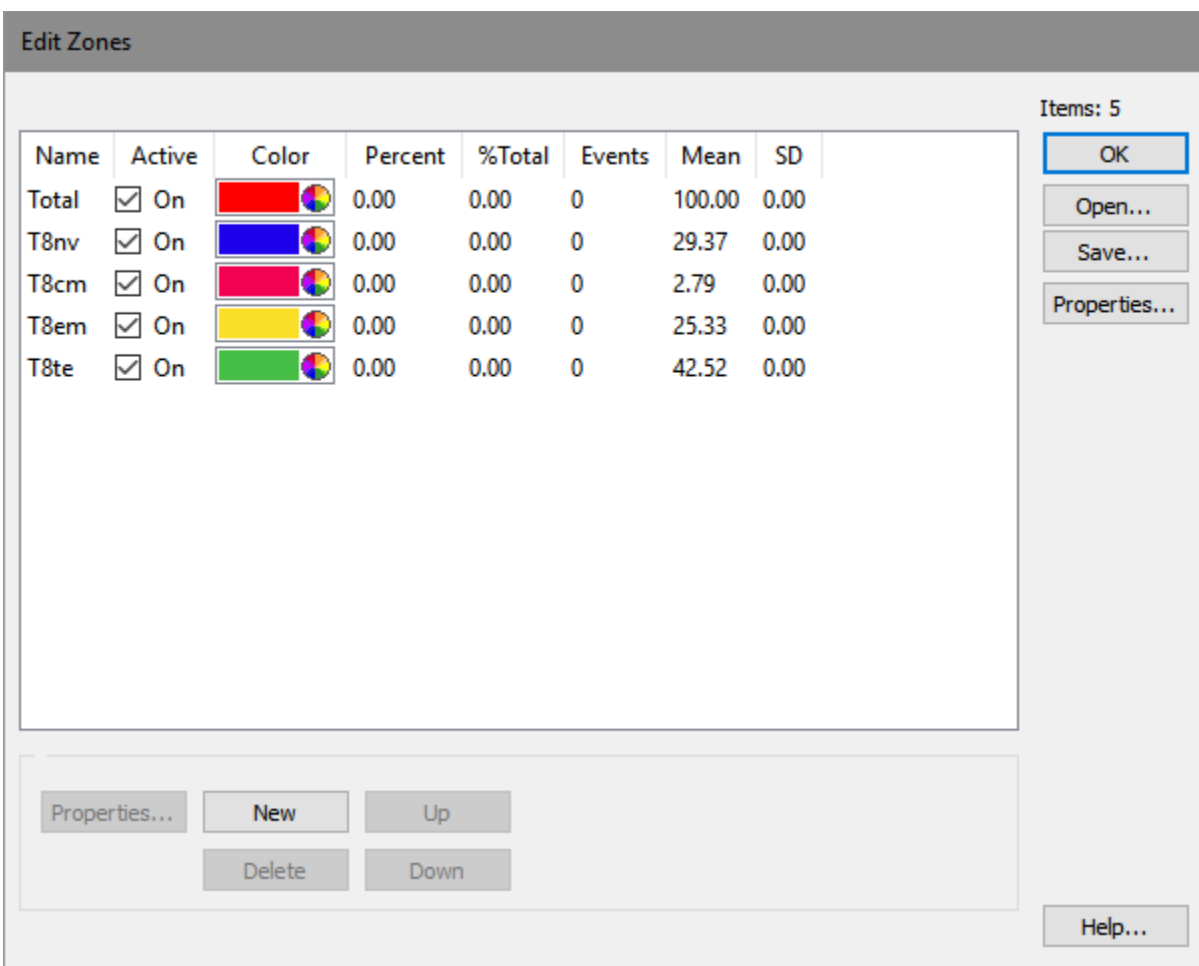 Edit Zones
Items: 5
Name Active Color Percent %Total Events Mean SD
Total On 0.00 0.00 0 100.00 0.00
T8nv On 0.00 0.00 0 29.37 0.00
T8cm On 0.00 0.00 0 2.79 0.00
T8em On 0.00 0.00 0 25.33 0.00
T8te On 0.00 0.00 0 42.52 0.00
OK
Open...
Save...
Properties...
Properties... New Up
Delete Down
Help...